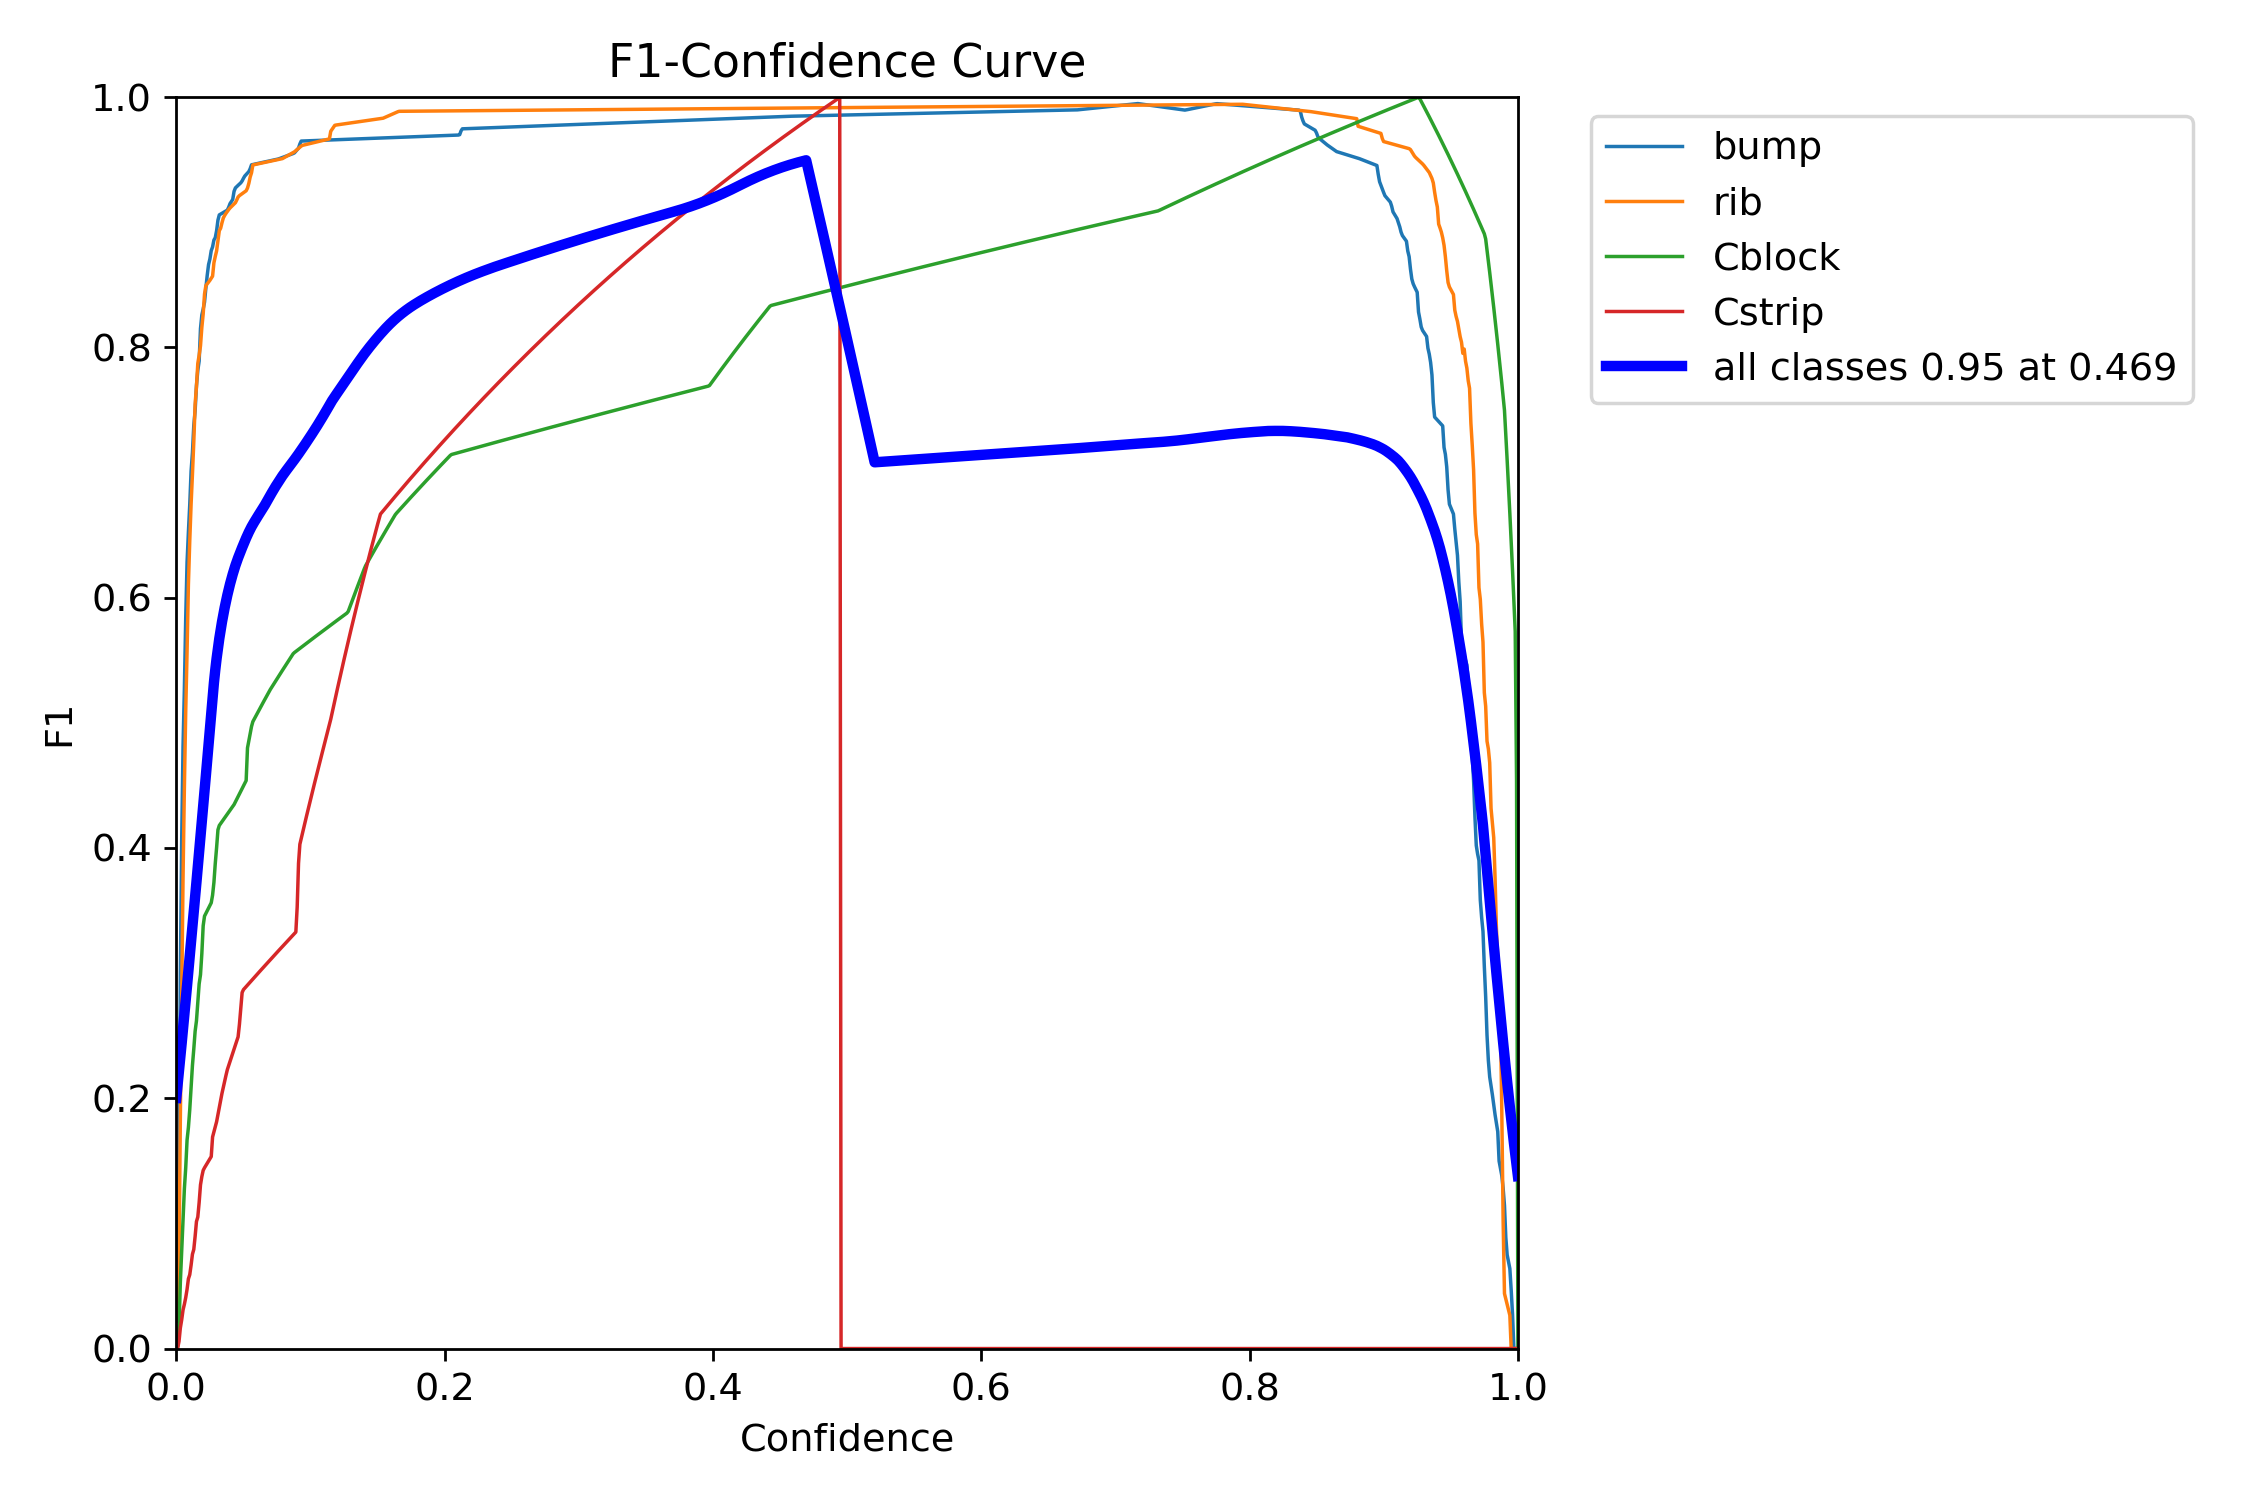 F1-Confidence Curve
1.0
0.8
0.6
0.4
0.2
0.0
F1
0.0 0.2 0.4 0.6 0.8 1.0
Confidence
bump
rib
Cblock
Cstrip
all classes 0.95 at 0.469